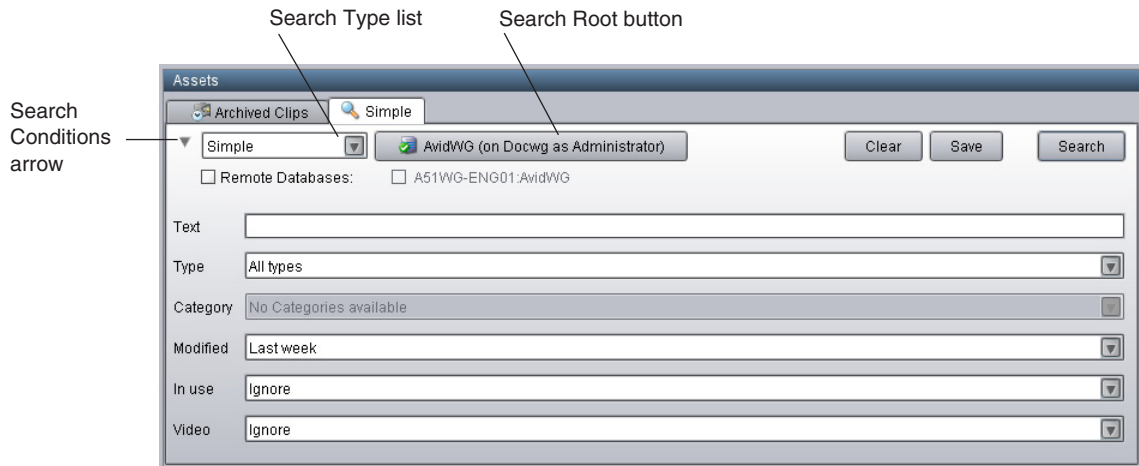 Search Type list
Search Root button
Assets
Archived Clips
Simple
Search
Conditions
arrow
Simple
AvidWG (on Docwg as Administrator)
Clear
Save
Search
Remote Databases:
A51WG-ENG01:AvidWG
Text
Type
All types
Category
No Categories available
Modified
Last week
In use
Ignore
Video
Ignore